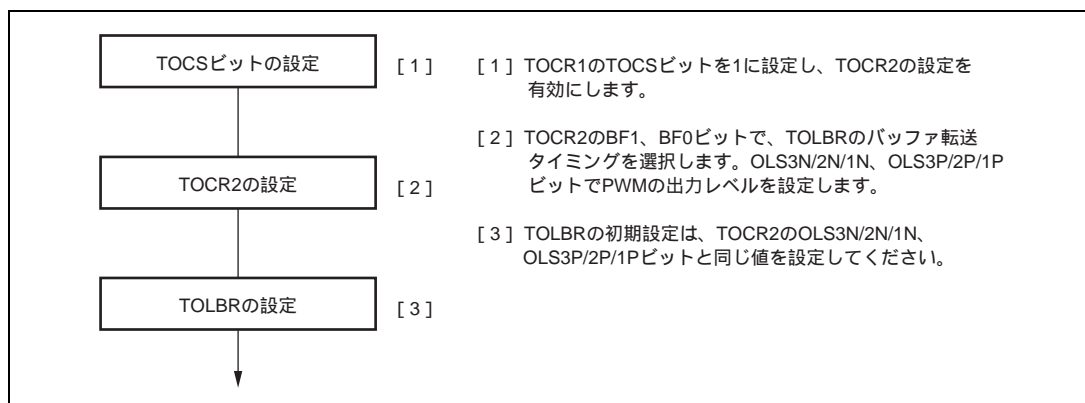 TOCSビットの設定
[1]
[1] TOCR1のTOCSビットを1に設定し、TOCR2の設定を
有効にします。
TOCR2の設定
[2]
[2] TOCR2のBF1、BF0ビットで、TOLBRのバッファ転送
タイミングを選択します。OLS3N/2N/1N、OLS3P/2P/1P
ビットでPWMの出力レベルを設定します。
TOLBRの設定
[3]
[3] TOLBRの初期設定は、TOCR2のOLS3N/2N/1N、
OLS3P/2P/1Pビットと同じ値を設定してください。